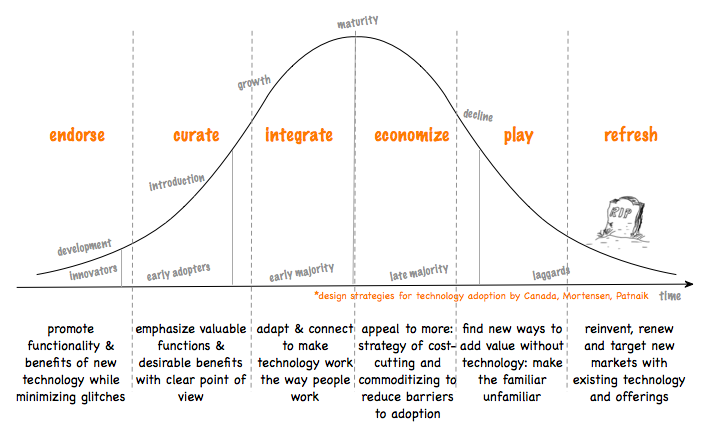 maturity
growth
decline
endorse
curate
integrate
economize
play
refresh
introduction
RIP
development
innovators
early adopters
early majority
late majority
laggards
*design strategies for technology adoption by Canada, Mortensen, Patnaik
time
promote
functionality &
benefits of new
technology while
minimizing glitches
emphasize valuable
functions &
desirable benefits
with clear point of
view
adapt & connect
to make
technology work
the way people
work
appeal to more:
strategy of cost-
cutting and
commoditizing to
reduce barriers
to adoption
find new ways to
add value without
technology: make
the familiar
unfamiliar
reinvent, renew
and target new
markets with
existing technology
and offerings